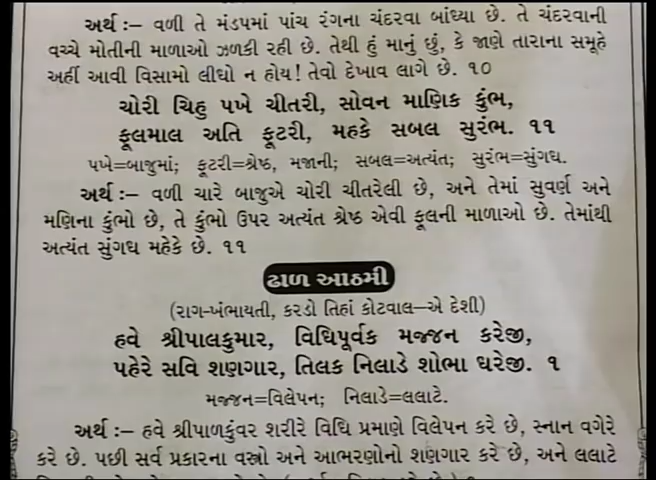 અર્થ :– વળી તે મંડપમાં પાંચ રંગના ચંદરવા બાંધ્યા છે. તે ચંદરવાની
વચ્ચે મોતીની માળાઓ ઝળકી રહી છે. તેથી હું માનું છું, કે જાણે તારાના સમૂહે
અહીં આવી વિસામો લીધો ન હોય! તેવો દેખાવ લાગે છે. ૧૦
ચોરી ચિહુ પખે ચીતરી, સોવન માણિક કુંભ,
ફૂલમાલ અતિ ફૂટરી, મહકે સબલ સુરંભ. ૧૧
પખે=બાજુમાં; ફૂટરી=શ્રેષ્ઠ, મજાની; સબલ=અત્યંત; સુરંભ=સુગંધ.
અર્થ :– વળી ચારે બાજુએ ચોરી ચીતરેલી છે, અને તેમાં સુવર્ણ અને
મણિના કુંભો છે, તે કુંભો ઉપર અત્યંત શ્રેષ્ઠ એવી ફૂલની માળાઓ છે. તેમાંથી
અત્યંત સુંગધ મહેકે છે. ૧૧
ઢાળ આઠમી
(રાગ-ખંભાયતી, કરડો તિહાં કોટવાલ–એ દેશી)
હવે શ્રીપાલકુમાર, વિધિપૂર્વક મજ્જન કરેજી,
પહેરે સવિ શણગાર, તિલક નિલાડે શોભા ધરેજી. ૧
મજ્જન=વિલેપન; નિલાડે=લલાટે.
અર્થ :– હવે શ્રીપાળકુંવર શરીરે વિધિ પ્રમાણે વિલેપન કરે છે, સ્નાન વગેરે
કરે છે. પછી સર્વ પ્રકારના વસ્ત્રો અને આભરણોનો શણગાર કરે છે, અને લલાટે